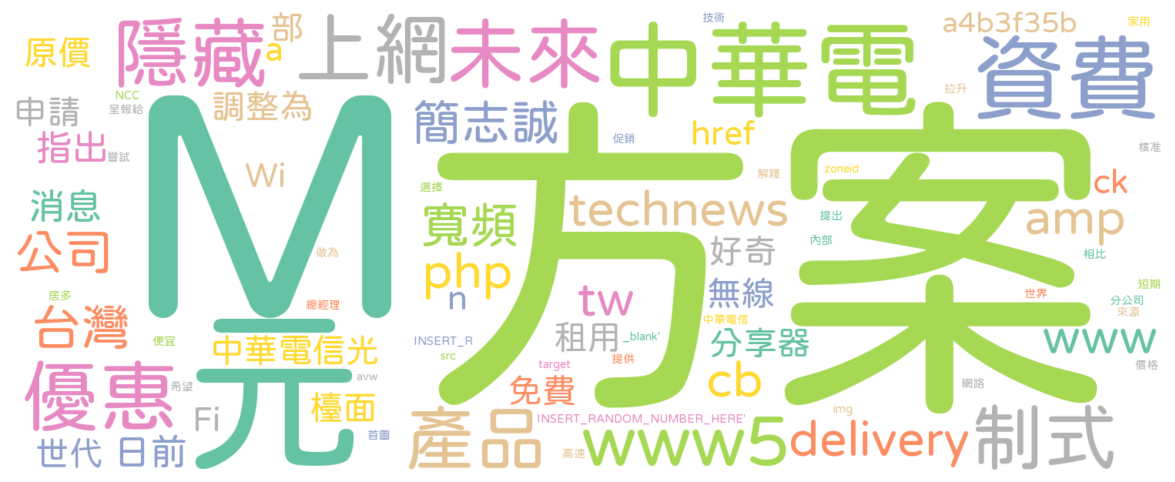 技術
a4b3f35b
家用
原價
隱藏
部
a
上網
未來
中華電
資費
NCC
呈報給
申請
調整為
拉升
簡志誠
促銷
href
指出
嘗試
核准
M
方案
Wi
解釋
zoneid
ck
選擇
消息
寬頻
technews
提出
amp
公司
好奇
內部
相比
做為
php
居多
n
tw
無線
世界
短期
總經理
分公司
來源
台灣
中華電信
便宜
元
中華電信光
INSERT_R
src
租用
_blank'
分享器
www
提供
優惠
希望
avw
target
免費
cb
網路
價格
Fi
檯面
產品
INSERT_RANDOM_NUMBER_HERE'
img
制式
世代
日前
首圖
高速
www5
delivery